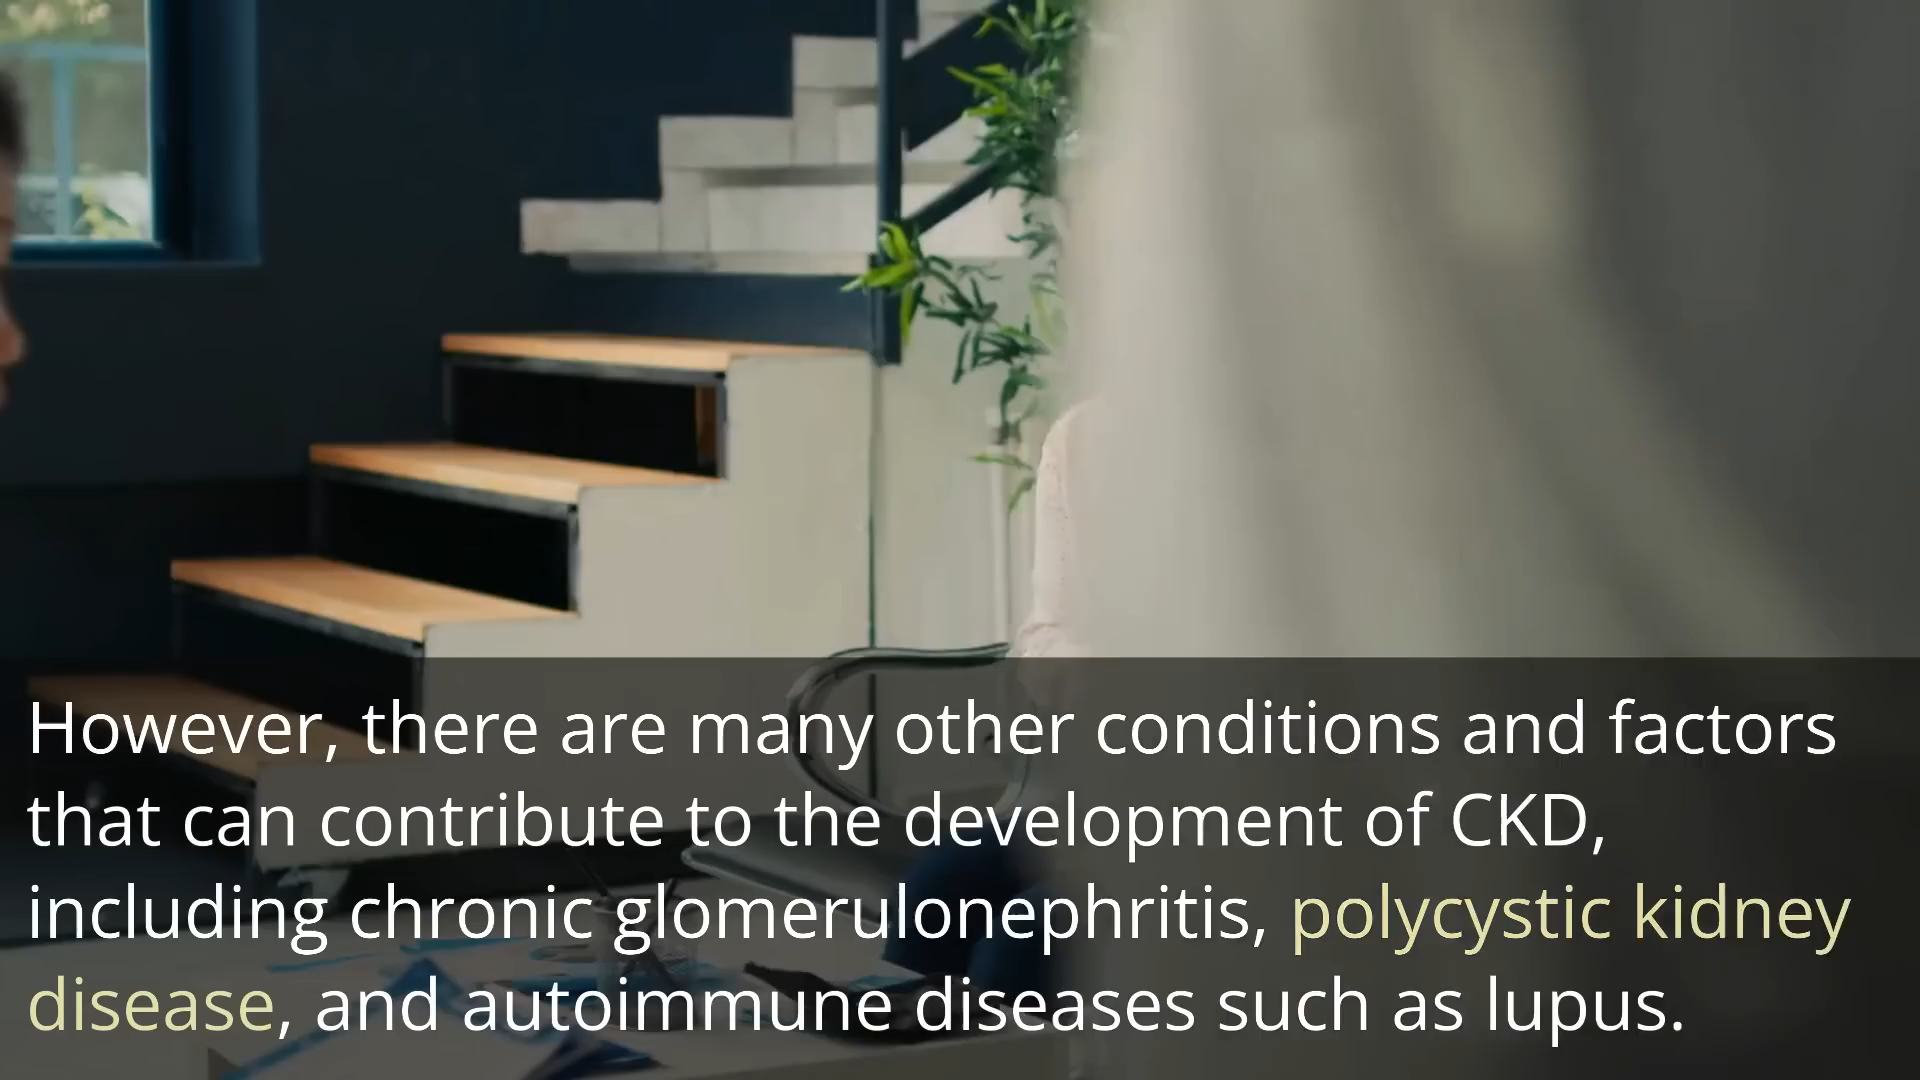 However, there are many other conditions and factors
that can contribute to the development of CKD,
including chronic glomerulonephritis, polycystic kidney
disease, and autoimmune diseases such as lupus.